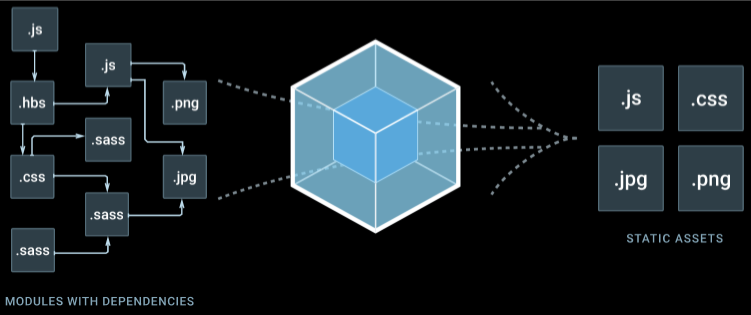 .js
.js
.hbs
.png
.sass
.css
.jpg
.sass
.sass
MODULES WITH DEPENDENCIES
.js
.css
.jpg
.png
STATIC ASSETS